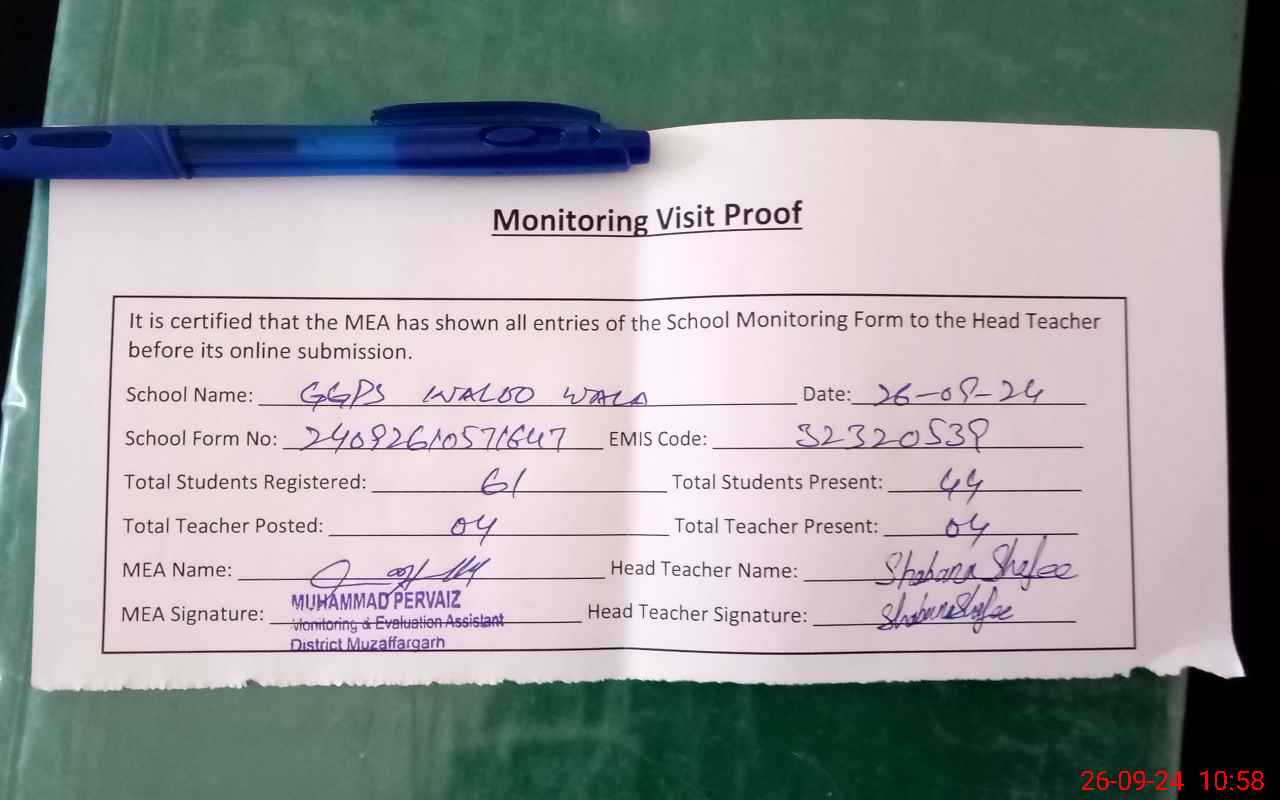 Monitoring Visit Proof
It is certified that the MEA has shown all entries of the School Monitoring Form to the Head Teacher
before its online submission.
School Name: GGPS WALOO WALA Date: 26-09-24
School Form No: 24092610571647 EMIS Code: 32320539
Total Students Registered: 61 Total Students Present: 44
Total Teacher Posted: 04 Total Teacher Present: 04
MEA Name: Head Teacher Name: Shabana Shafee
MUHAMMAD PERVAIZ
MEA Signature: Monitoring & Evaluation Assistant Head Teacher Signature: Shabana Shafee
District Muzaffargarh
26-09-24 10:58